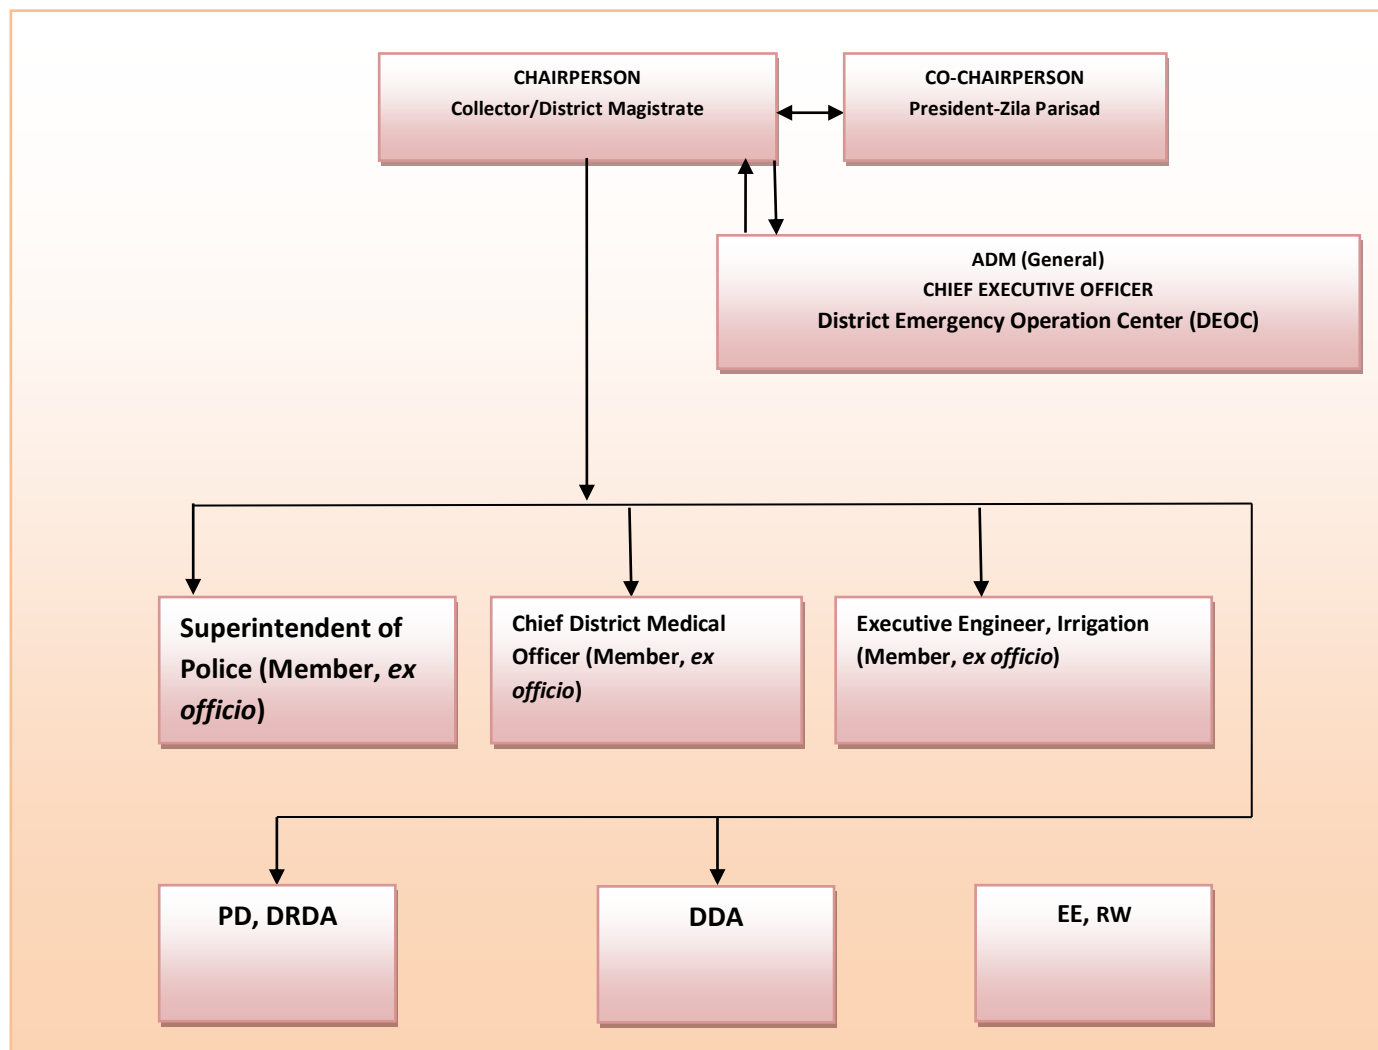 CHAIRPERSON
Collector/District Magistrate
CO-CHAIRPERSON
President-Zila Parisad
ADM (General)
CHIEF EXECUTIVE OFFICER
District Emergency Operation Center (DEOC)
Superintendent of
Police (Member, ex
officio)
Chief District Medical
Officer (Member, ex
officio)
Executive Engineer, Irrigation
(Member, ex officio)
PD, DRDA
DDA
EE, RW